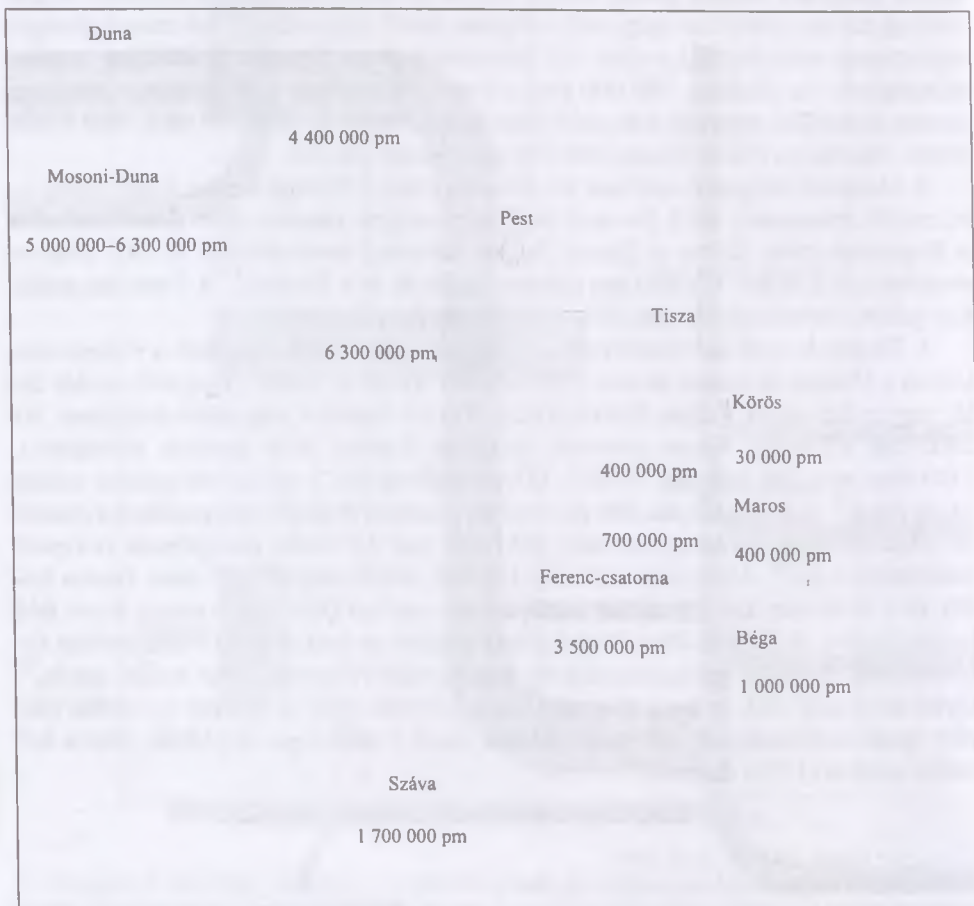 Duna
4 400 000 pm
Mosoni-Duna
Pest
5 000 000–6 300 000 pm
Tisza
6 300 000 pm
Körös
400 000 pm
30 000 pm
Maros
700 000 pm
400 000 pm
Ferenc-csatorna
3 500 000 pm
Béga
1 000 000 pm
Száva
1 700 000 pm